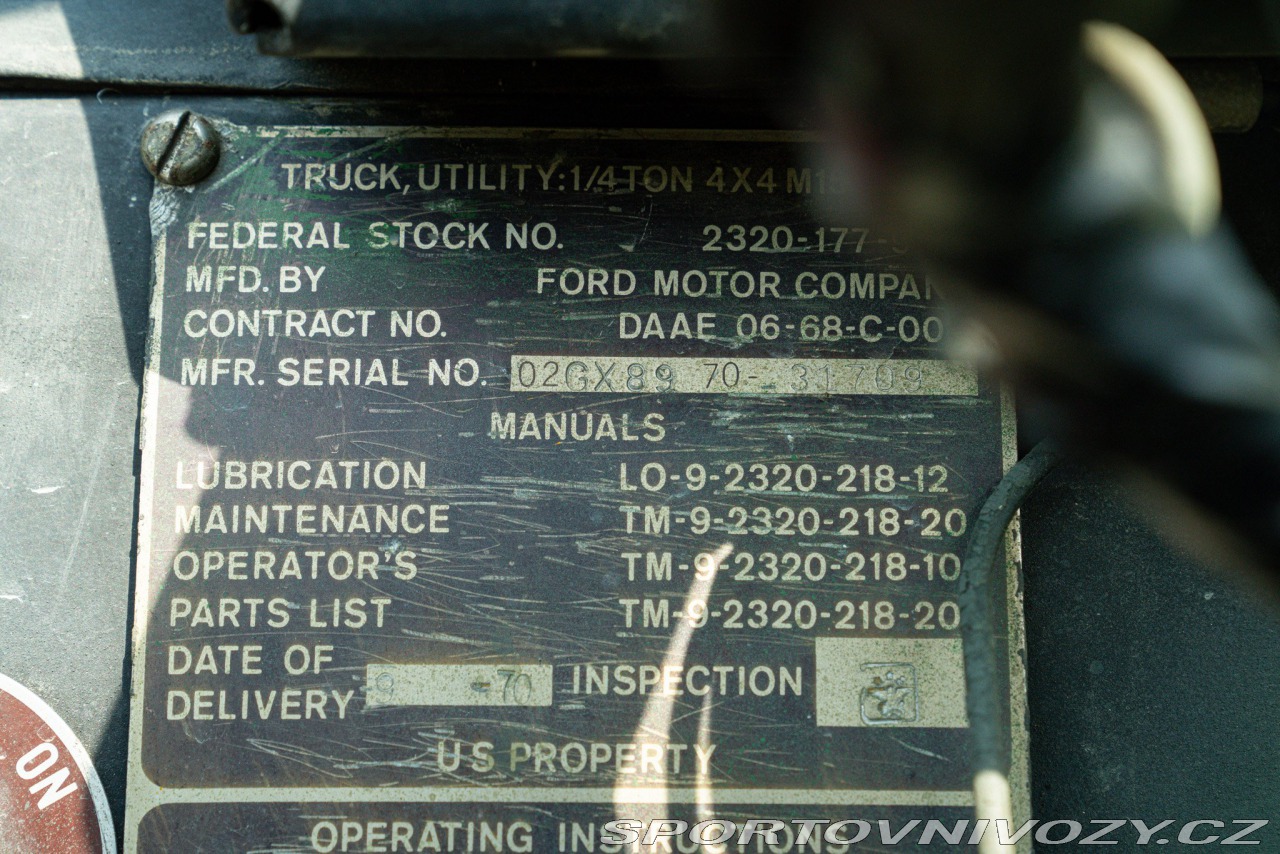 TRUCK, UTILITY: 1/4 TON 4X4 M15
FEDERAL STOCK NO. 2320-177-
MFD. BY FORD MOTOR COMPAN
CONTRACT NO. DAAE 06-68-C-00
MFR. SERIAL NO. 02GX89 70-31709
MANUALS
LUBRICATION LO-9-2320-218-12
MAINTENANCE TM-9-2320-218-20
OPERATOR'S TM-9-2320-218-10
PARTS LIST TM-9-2320-218-20
DATE OF
DELIVERY 9 -70 INSPECTION
U S PROPERTY
ON
OPERATING INSTRUCTIONS
SPORTOVNIVOZY.CZ